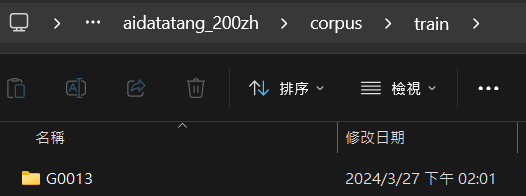 aidatatang_200zh > corpus > train >
排序 檢視
名稱 修改日期
G0013 2024/3/27 下午 02:01